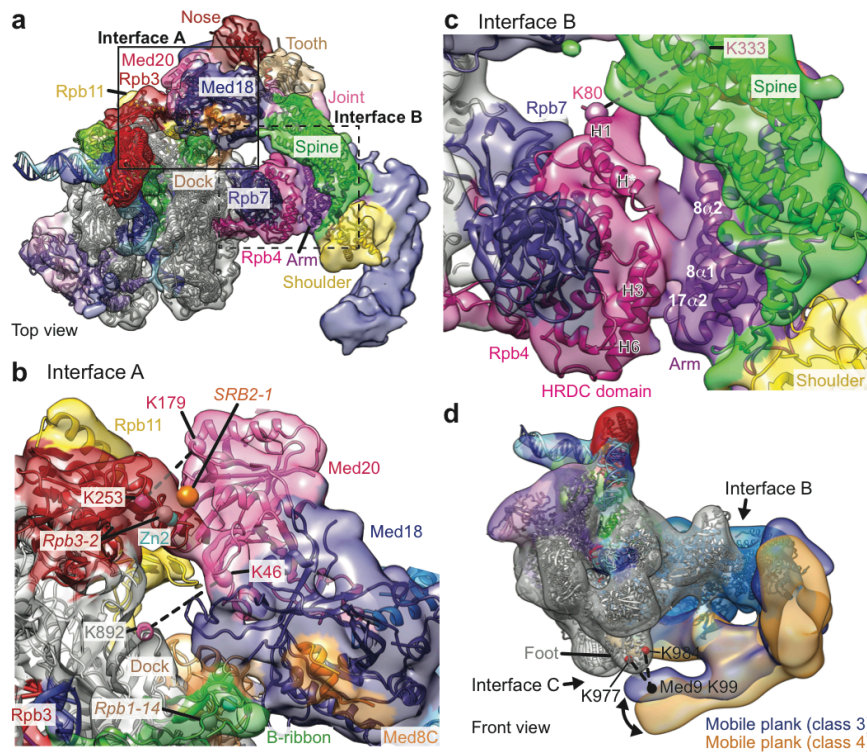 a
Nose
Interface A
Tooth
Med20
Rpb3
Med18
Rpb11
Joint
Interface B
Spine
Dock
Rpb7
Rpb4
Arm
Shoulder
Top view
b Interface A
K179
SRB2-1
Rpb11
Med20
K253
Med18
Rpb3-2
Zn2
K46
K892
Dock
Rpb3
Rpb1-14
B-ribbon
Med8C
c Interface B
K333
K80
Spine
Rpb7
H1
H*
8α2
8α1
H3
17α2
H6
Rpb4
Arm
Shoulder
HRDC domain
d
Interface B
Foot
K984
Interface C
K977
Med9 K99
Front view
Mobile plank (class 3
Mobile plank (class 4